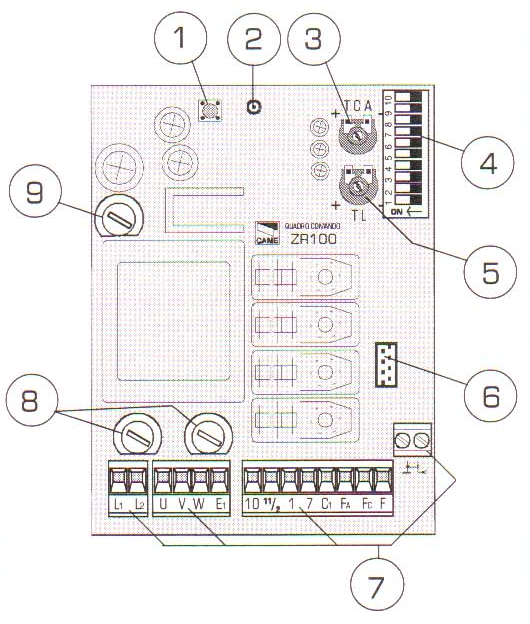 1 2 3
TCA
+ -
10 9 8 7 6 5 4 3 2 1
ON
4
9
+ -
TL
5
CAME
QUADRO COMANDO
ZR100
6
8
L1 L2 U V W E1 10 11/2 1 7 C1 FA FC F
7